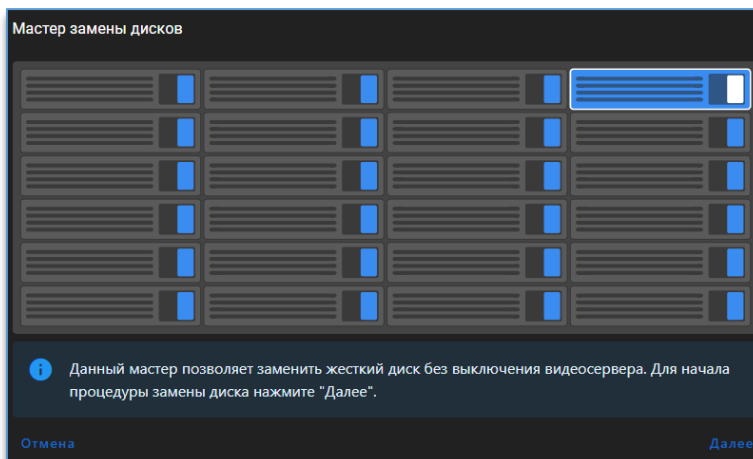 Мастер замены дисков
Данный мастер позволяет заменить жесткий диск без выключения видеосервера. Для начала
процедуры замены диска нажмите "Далее".
Отмена
Далее